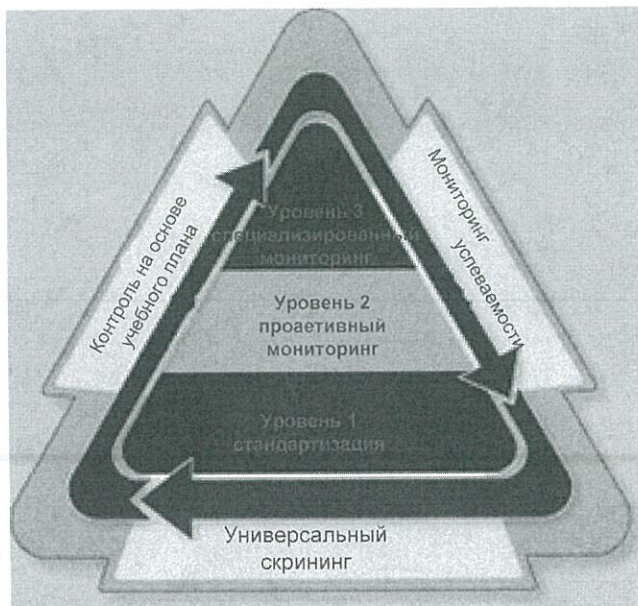 Контроль на основе
учебного плана
Мониторинг
успеваемости
Уровень 3
специализированный
мониторинг
Уровень 2
проаетивный
мониторинг
Уровень 1
стандартизация
Универсальный
скрининг